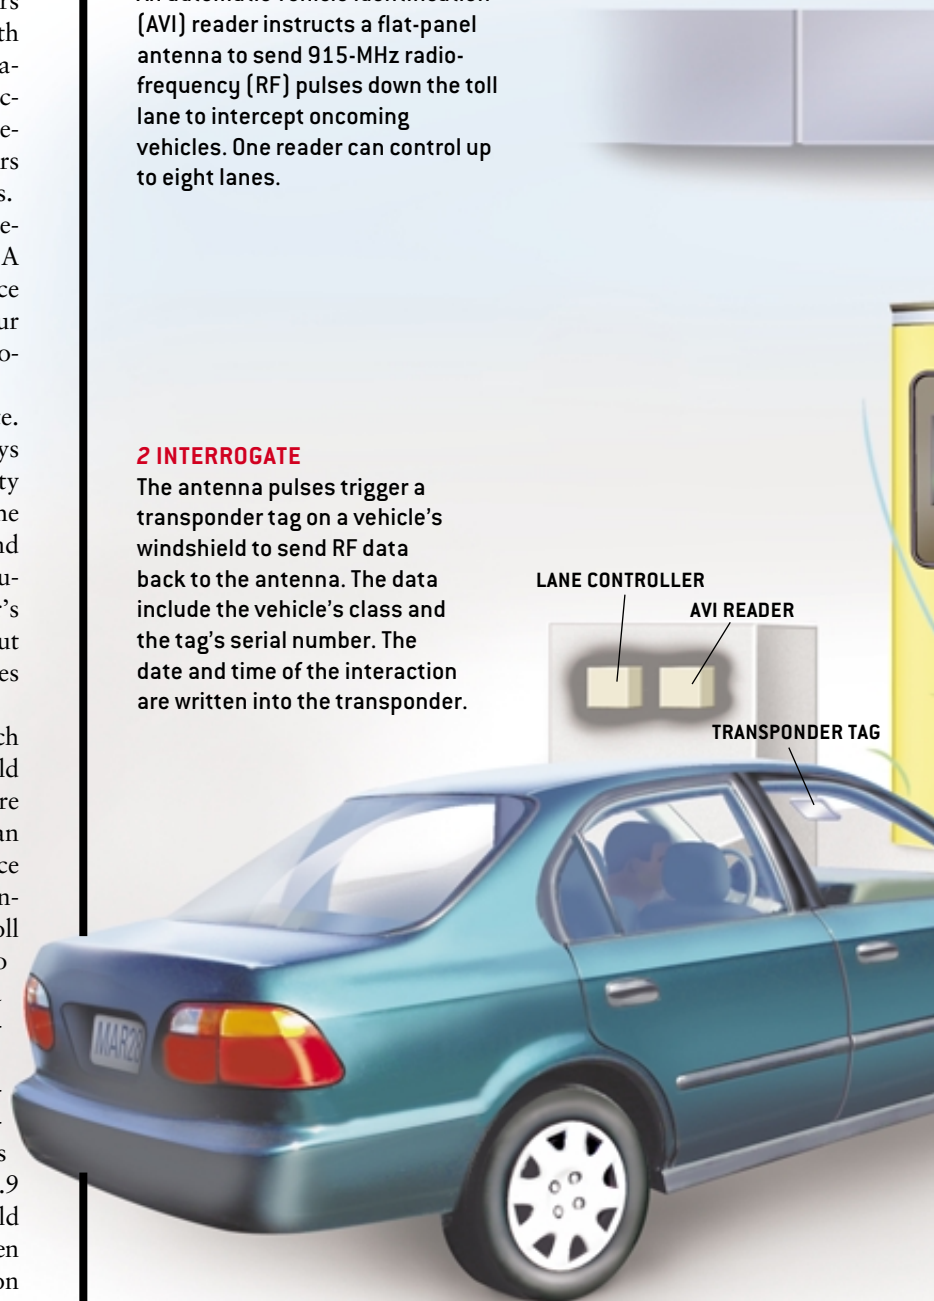 (AVI) reader instructs a flat-panel
antenna to send 915-MHz radio-
frequency (RF) pulses down the toll
lane to intercept oncoming
vehicles. One reader can control up
to eight lanes.
2 INTERROGATE
The antenna pulses trigger a
transponder tag on a vehicle's
windshield to send RF data
back to the antenna. The data
include the vehicle's class and
the tag's serial number. The
date and time of the interaction
are written into the transponder.
LANE CONTROLLER
AVI READER
TRANSPONDER TAG
MAR28